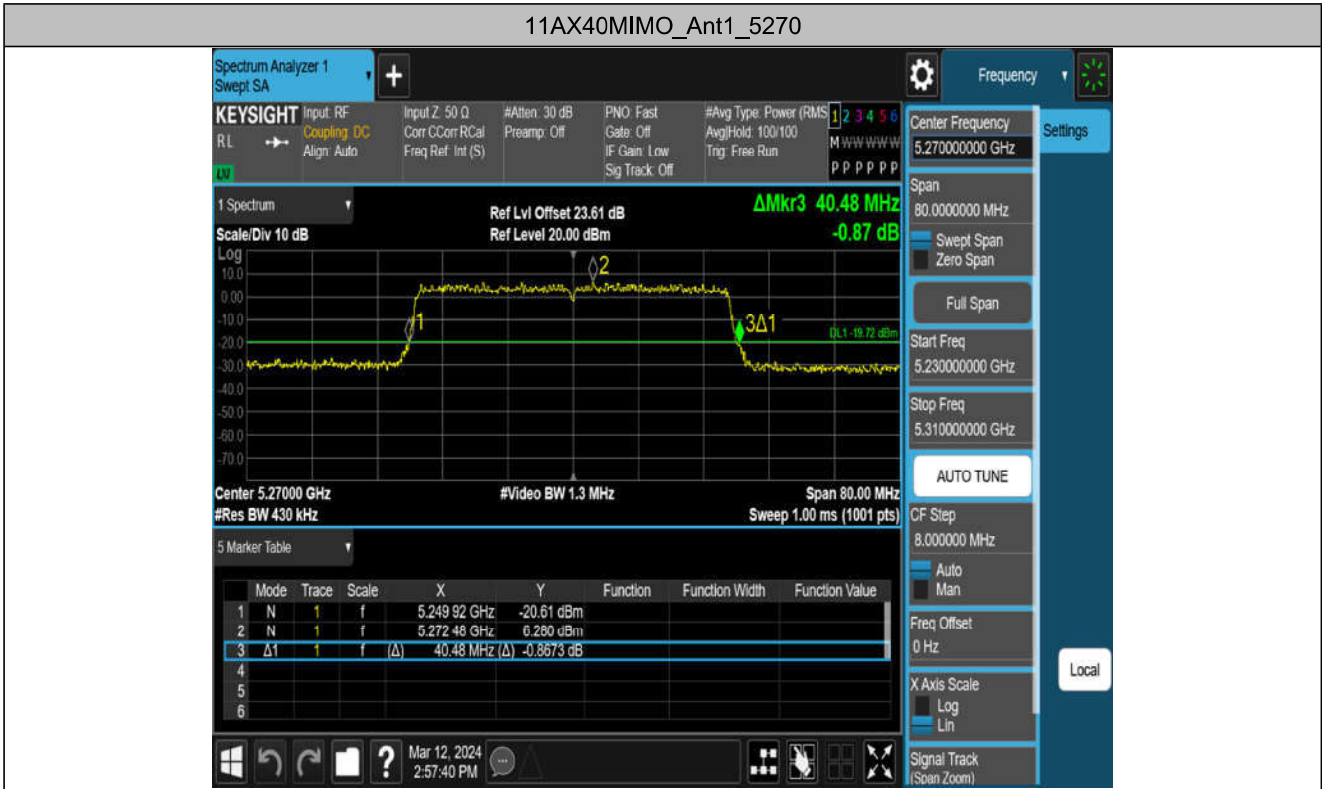 11AX40MIMO_Ant1_5270
Spectrum Analyzer 1
Swept SA
+
Frequency
KEYSIGHT
Input: RF
Coupling: DC
Align: Auto
RL
LXI
Input Z: 50 Ω
Corr CCorr RCal
Freq Ref: Int (S)
#Atten: 30 dB
Preamp: Off
PNO: Fast
Gate: Off
IF Gain: Low
Sig Track: Off
#Avg Type: Power (RMS
Avg|Hold: 100/100
Trig: Free Run
1 2 3 4 5 6
M W W W W W
P P P P P P
Center Frequency
5.270000000 GHz
Settings
1 Spectrum
Scale/Div 10 dB
Ref Lvl Offset 23.61 dB
Ref Level 20.00 dBm
ΔMkr3 40.48 MHz
-0.87 dB
Log
10.0
0.00
-10.0
-20.0
-30.0
-40.0
-50.0
-60.0
-70.0
1
2
3Δ1
DL1 -19.72 dBm
Center 5.27000 GHz
#Res BW 430 kHz
#Video BW 1.3 MHz
Span 80.00 MHz
Sweep 1.00 ms (1001 pts)
Span
80.0000000 MHz
Swept Span
Zero Span
Full Span
Start Freq
5.230000000 GHz
Stop Freq
5.310000000 GHz
AUTO TUNE
CF Step
8.000000 MHz
Auto
Man
Freq Offset
0 Hz
X Axis Scale
Log
Lin
Signal Track
(Span Zoom)
Local
5 Marker Table
Mode Trace Scale X Y Function Function Width Function Value
1 N 1 f 5.249 92 GHz -20.61 dBm
2 N 1 f 5.272 48 GHz 6.280 dBm
3 Δ1 1 f (Δ) 40.48 MHz (Δ) -0.8673 dB
4
5
6
?
Mar 12, 2024
2:57:40 PM